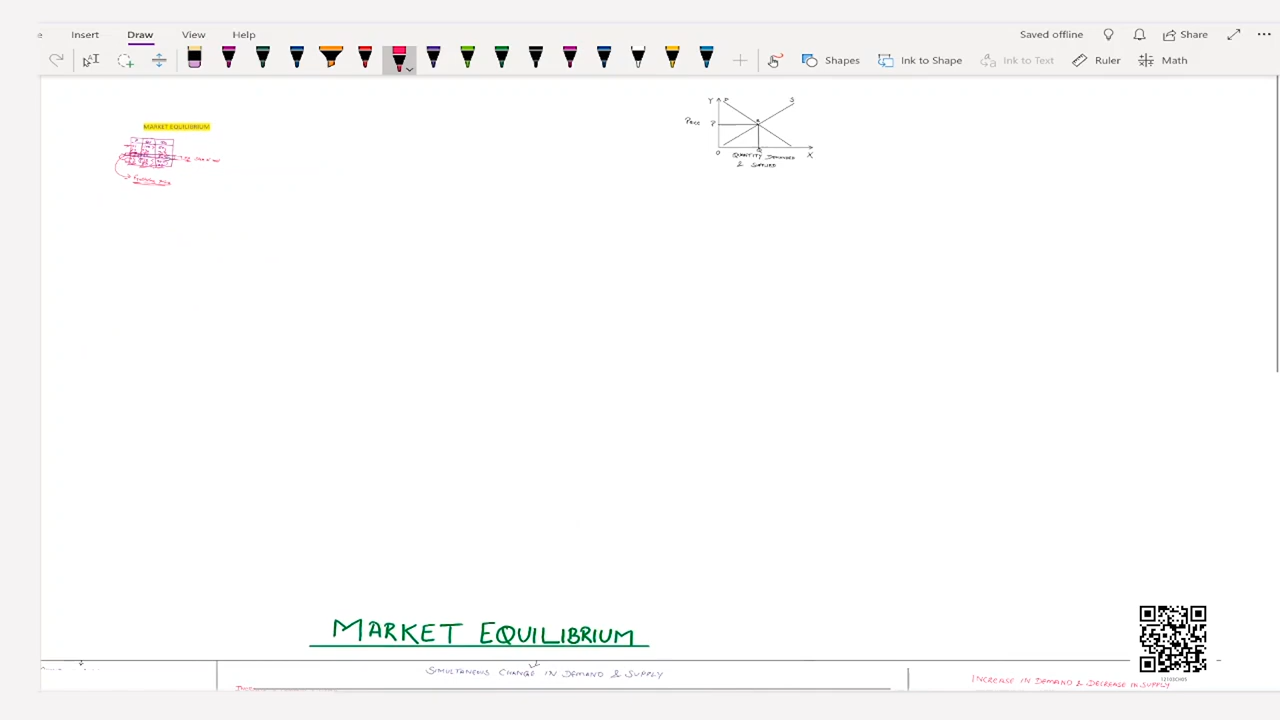 Insert Draw View Help
Saved offline Share
Shapes Ink to Shape Ink to Text Ruler Math
MARKET EQUILIBRIUM
Y S
Price P
O X
QUANTITY DEMANDED
& SUPPLIED
MARKET EQUILIBRIUM
SIMULTANEOUS CHANGE IN DEMAND & SUPPLY
INCREASE IN DEMAND & DECREASE IN SUPPLY
12103CH05